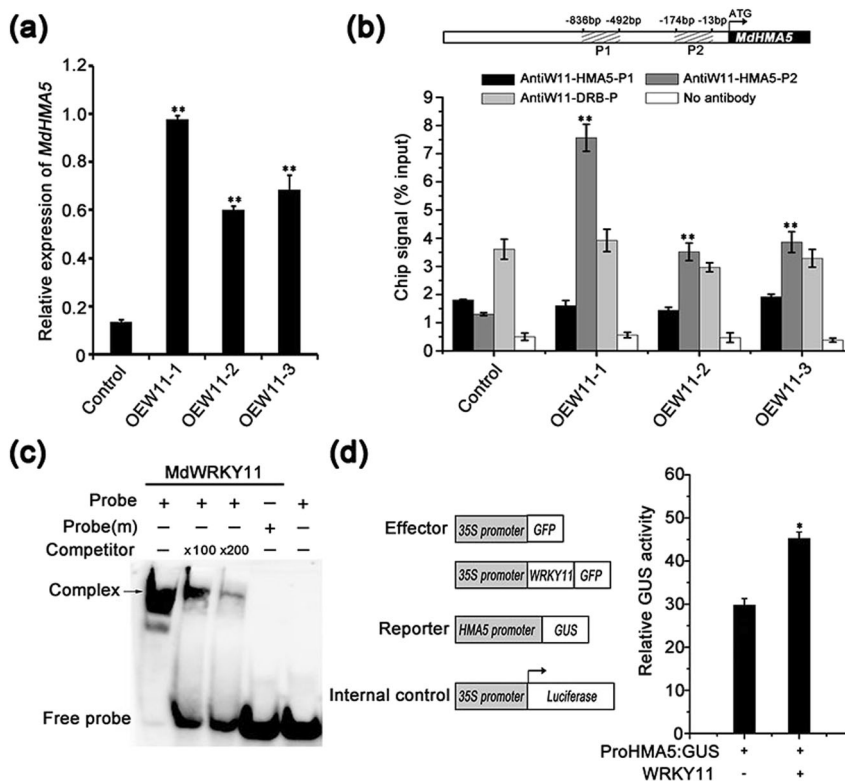 (a)
Relative expression of MdHMA5
1.2
1.0
0.8
0.6
0.4
0.2
0
**
**
**
Control
OEW11-1
OEW11-2
OEW11-3
(b)
-836bp -492bp -174bp -13bp ATG
P1 P2 MdHMA5
AntiW11-HMA5-P1 AntiW11-HMA5-P2
AntiW11-DRB-P No antibody
Chip signal (% input)
9
8
7
6
5
4
3
2
1
0
**
**
**
Control
OEW11-1
OEW11-2
OEW11-3
(c)
MdWRKY11
Probe + + + − +
Probe(m) − − − + −
Competitor − x100 x200 − −
Complex
Free probe
(d)
Effector 35S promoter GFP
35S promoter WRKY11 GFP
Reporter HMA5 promoter GUS
Internal control 35S promoter Luciferase
Relative GUS activity
60
50
45
40
30
20
10
0
*
ProHMA5:GUS + +
WRKY11 - +